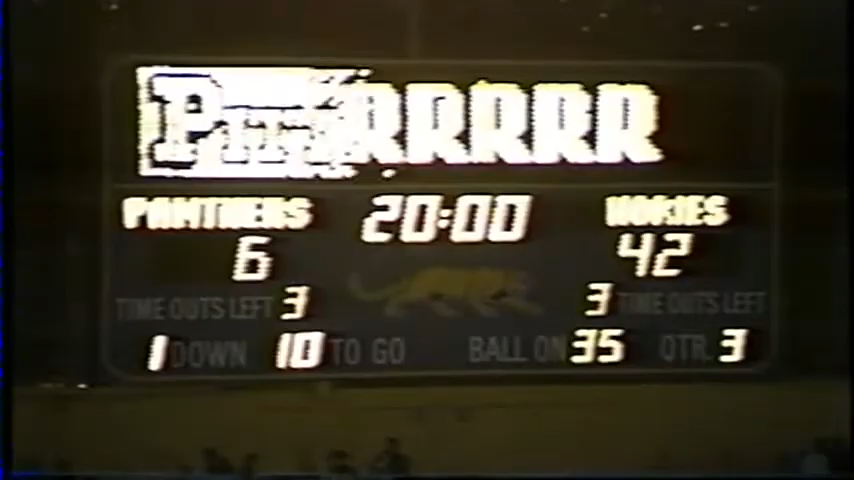 Pitt RRRRRR
PANTHERS 20:00 HOKIES
6 42
TIME OUTS LEFT 3 3 TIME OUTS LEFT
1 DOWN 10 TO GO BALL ON 35 QTR. 3